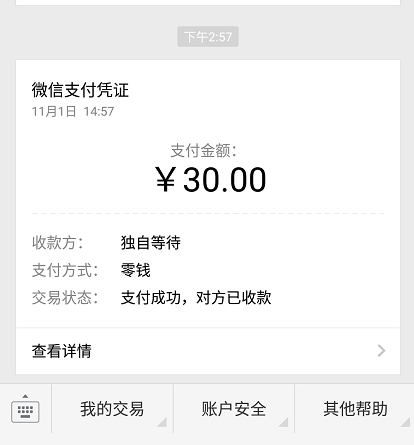 下午2:57
微信支付凭证
11月1日 14:57
支付金额：
￥30.00
收款方： 独自等待
支付方式： 零钱
交易状态： 支付成功，对方已收款
查看详情
我的交易 账户安全 其他帮助